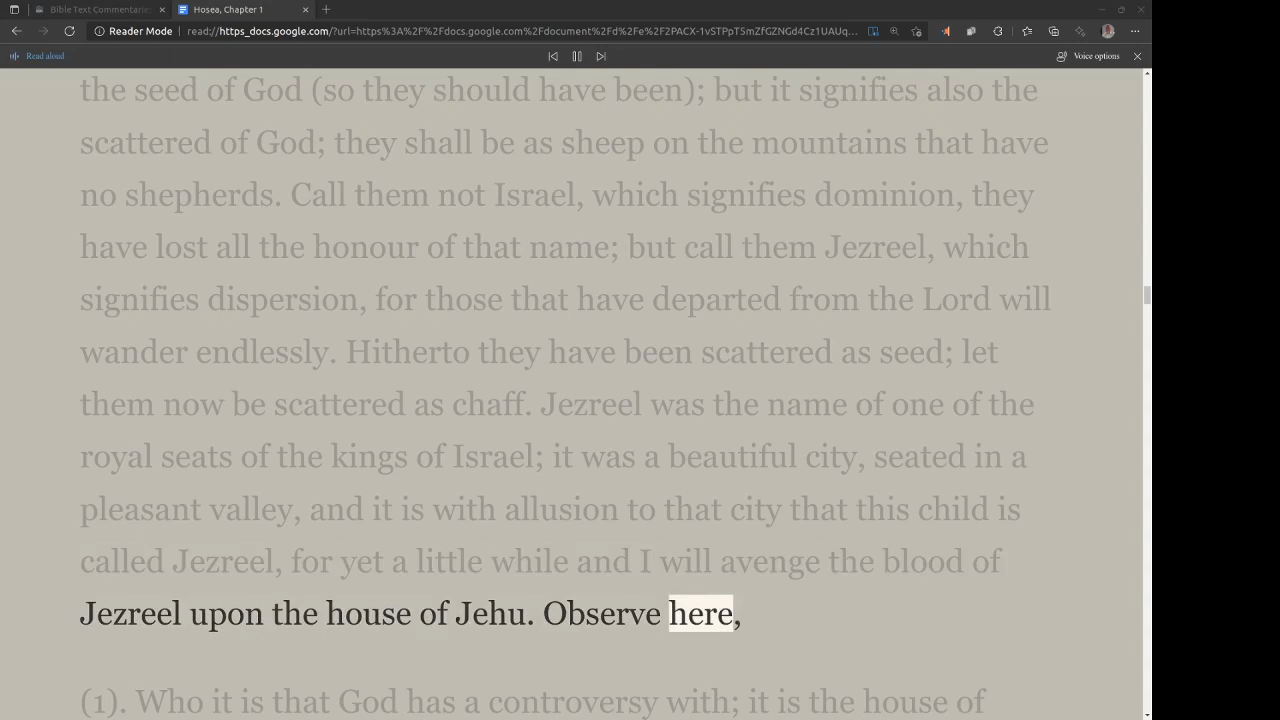 Bible Text Commentarie
Hosea, Chapter 1
Reader Mode
read://https_docs.google.com/?url=https%3A%2F%2Fdocs.google.com%2Fdocument%2Fd%2Fe%2F2PACX-1vSTPpT5mZfGZNGd4Cz1UAUq...
Read aloud
Voice options
the seed of God (so they should have been); but it signifies also the
scattered of God; they shall be as sheep on the mountains that have
no shepherds. Call them not Israel, which signifies dominion, they
have lost all the honour of that name; but call them Jezreel, which
signifies dispersion, for those that have departed from the Lord will
wander endlessly. Hitherto they have been scattered as seed; let
them now be scattered as chaff. Jezreel was the name of one of the
royal seats of the kings of Israel; it was a beautiful city, seated in a
pleasant valley, and it is with allusion to that city that this child is
called Jezreel, for yet a little while and I will avenge the blood of
Jezreel upon the house of Jehu. Observe here,
(1). Who it is that God has a controversy with; it is the house of